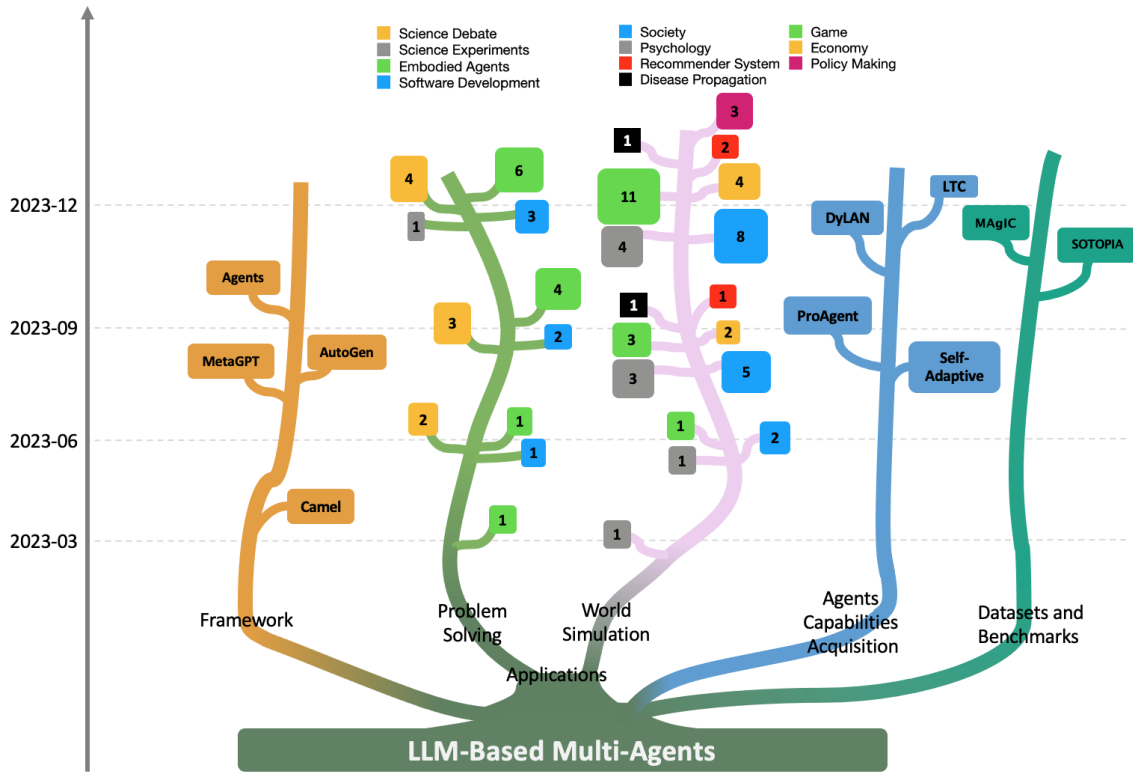 Science Debate
Science Experiments
Embodied Agents
Software Development
Society
Psychology
Recommender System
Disease Propagation
Game
Economy
Policy Making
3
1
2
4
6
11
4
2023-12
3
1
4
8
DyLAN
LTC
MAgIC
SOTOPIA
Agents
4
1
1
2023-09
3
2
3
2
ProAgent
MetaGPT
AutoGen
3
5
Self-
Adaptive
2
1
1
2
2023-06
1
1
Camel
1
2023-03
1
Framework
Problem
Solving
World
Simulation
Agents
Capabilities
Acquisition
Datasets and
Benchmarks
Applications
LLM-Based Multi-Agents